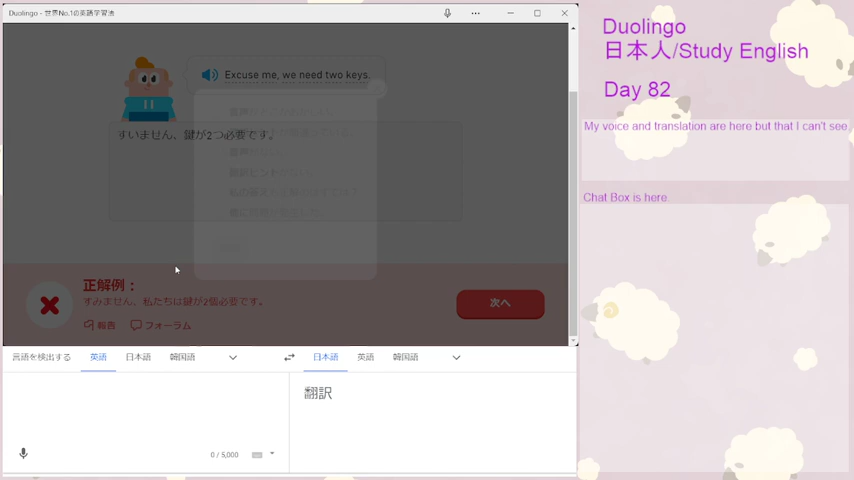 Duolingo - 世界No.1の英語学習法
Excuse me, we need two keys.
すいません、鍵が2つ必要です。
正解例：
すみません、私たちは鍵が2個必要です。
報告
フォーラム
次へ
言語を検出する
英語
日本語
韓国語
日本語
英語
韓国語
翻訳
0 / 5,000
Duolingo
日本人/Study English
Day 82
My voice and translation are here but that I can't see
Chat Box is here.